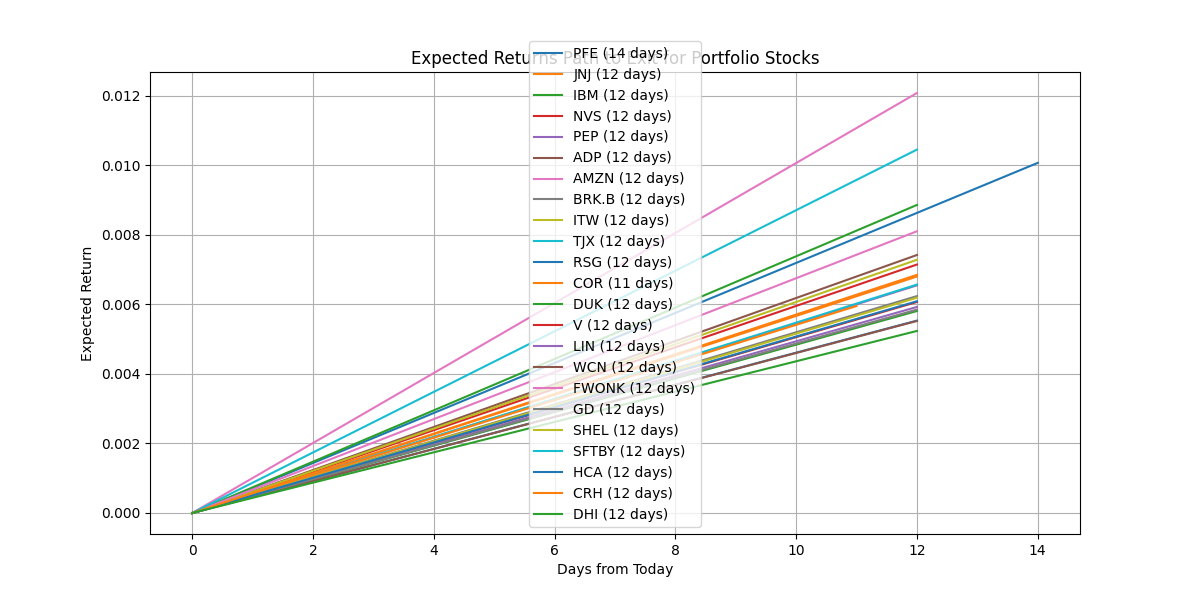 Expected Returns Path to Exit for Portfolio Stocks
PFE (14 days)
JNJ (12 days)
IBM (12 days)
NVS (12 days)
PEP (12 days)
ADP (12 days)
AMZN (12 days)
BRK.B (12 days)
ITW (12 days)
TJX (12 days)
RSG (12 days)
COR (11 days)
DUK (12 days)
V (12 days)
LIN (12 days)
WCN (12 days)
FWONK (12 days)
GD (12 days)
SHEL (12 days)
SFTBY (12 days)
HCA (12 days)
CRH (12 days)
DHI (12 days)
Expected Return
0.012
0.010
0.008
0.006
0.004
0.002
0.000
0 2 4 6 8 10 12 14
Days from Today